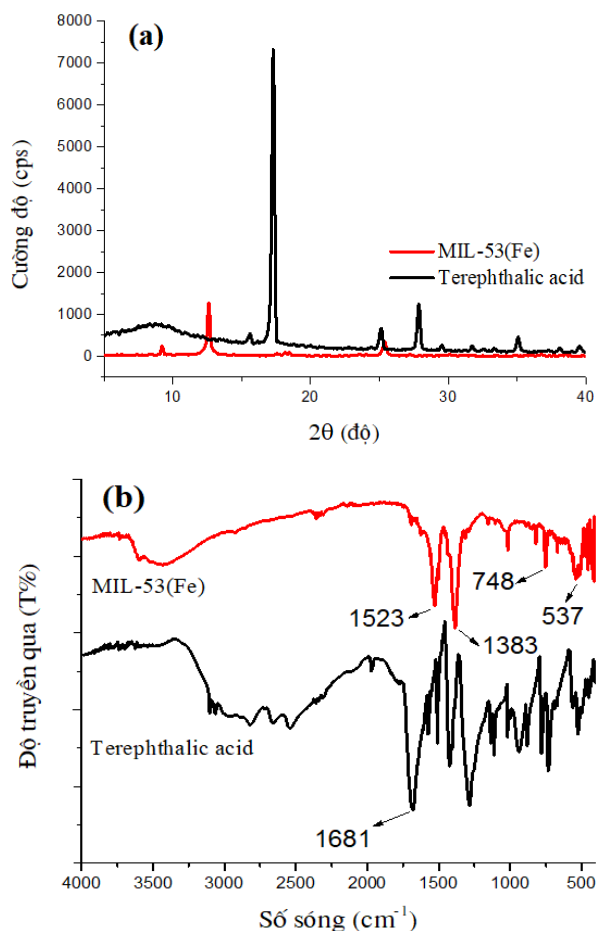 (a)
8000
7000
6000
5000
4000
3000
2000
1000
0
Cường độ (cps)
MIL-53(Fe)
Terephthalic acid
10 20 30 40
2θ (độ)
(b)
Độ truyền qua (T%)
MIL-53(Fe)
748
537
1523
1383
Terephthalic acid
1681
4000 3500 3000 2500 2000 1500 1000 500
Số sóng (cm⁻¹)